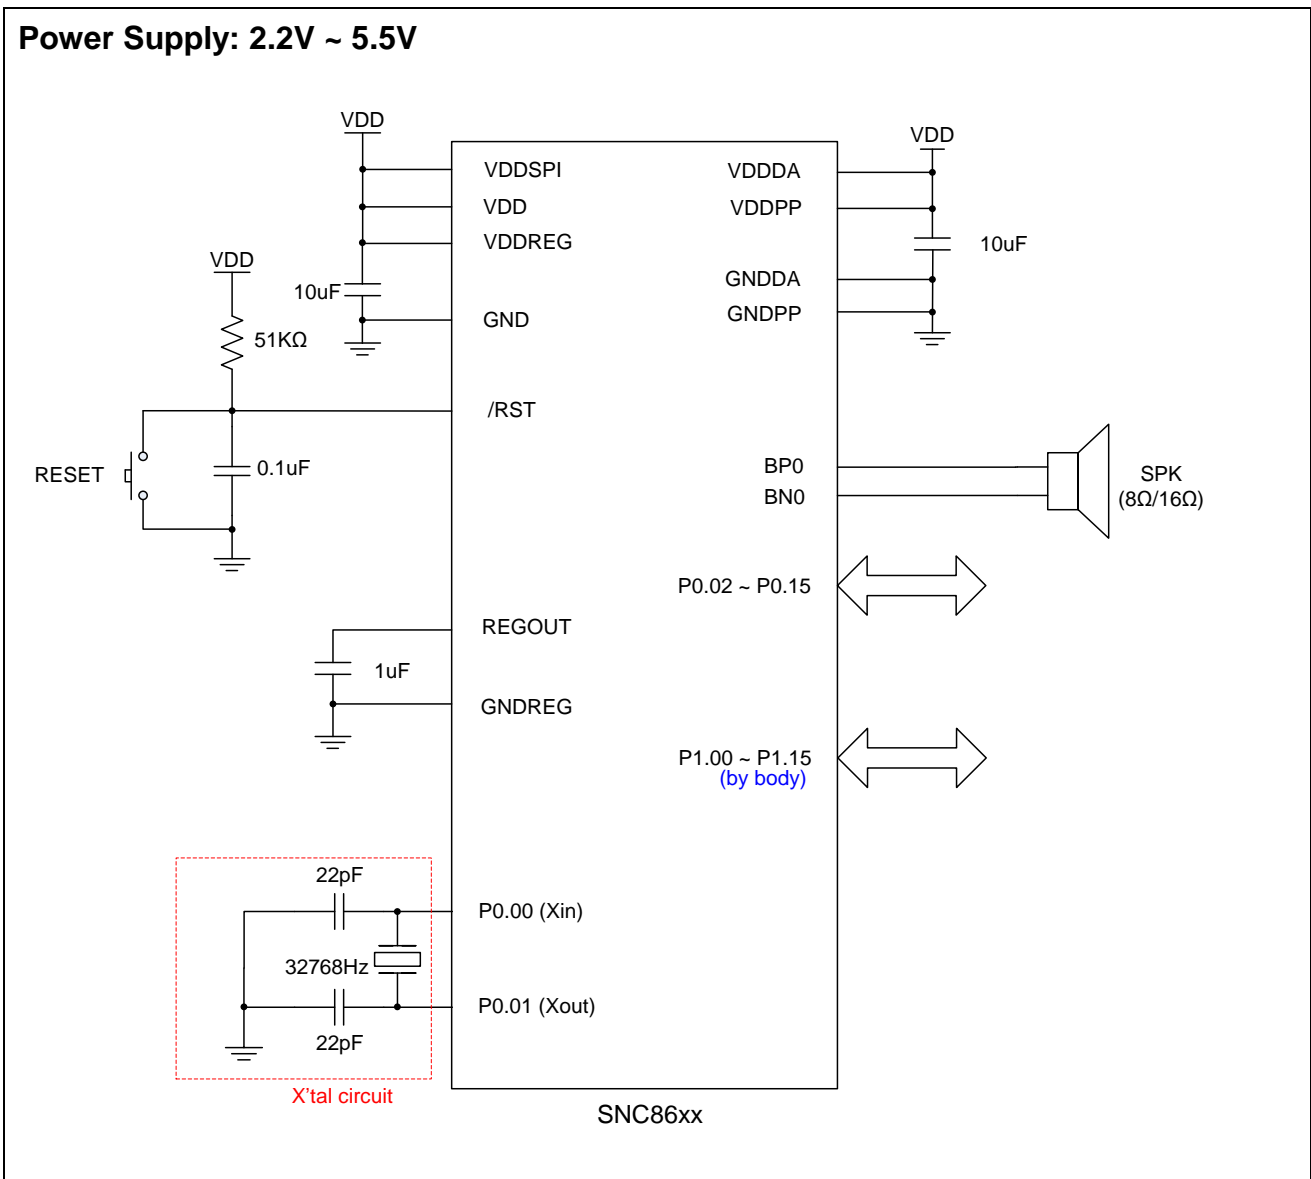 Power Supply: 2.2V ~ 5.5V
VDD
VDD
VDDSPI
VDDDA
VDD
VDDPP
VDDREG
10uF
VDD
GNDDA
10uF
GND
GNDPP
51KΩ
/RST
RESET
0.1uF
BP0
BN0
SPK
(8Ω/16Ω)
P0.02 ~ P0.15
REGOUT
1uF
GNDREG
P1.00 ~ P1.15
(by body)
22pF
P0.00 (Xin)
32768Hz
P0.01 (Xout)
22pF
X'tal circuit
SNC86xx